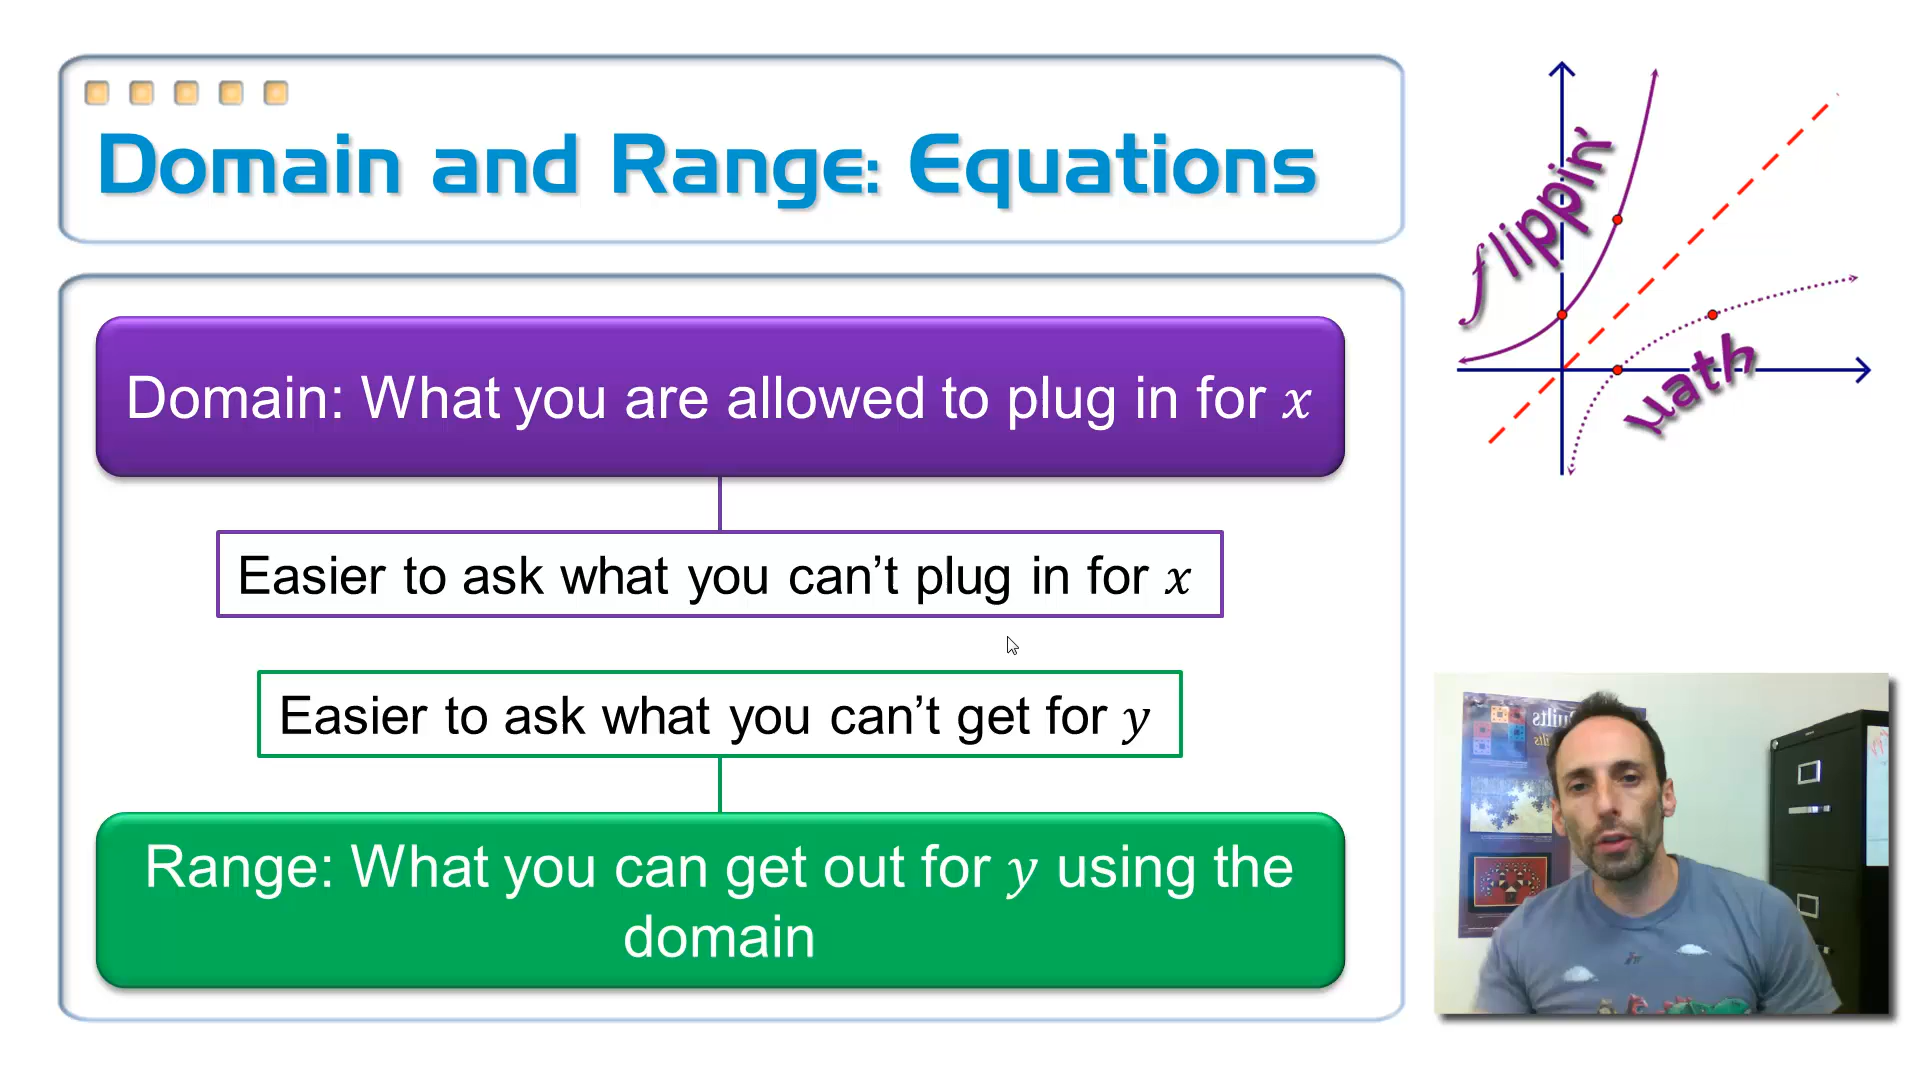 Domain and Range: Equations
Domain: What you are allowed to plug in for x
Easier to ask what you can’t plug in for x
Easier to ask what you can’t get for y
Range: What you can get out for y using the
domain
flippin'
μath